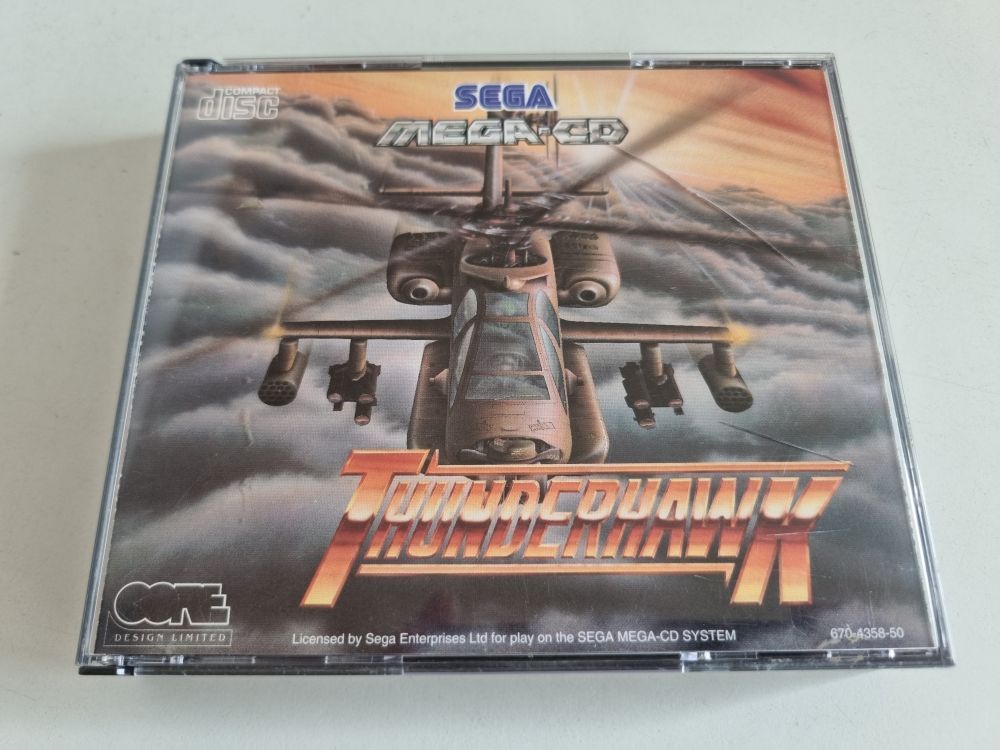 COMPACT
disc
SEGA
MEGA-CD
THUNDERHAWK
CORE
DESIGN LIMITED
Licensed by Sega Enterprises Ltd for play on the SEGA MEGA-CD SYSTEM
670-4358-50